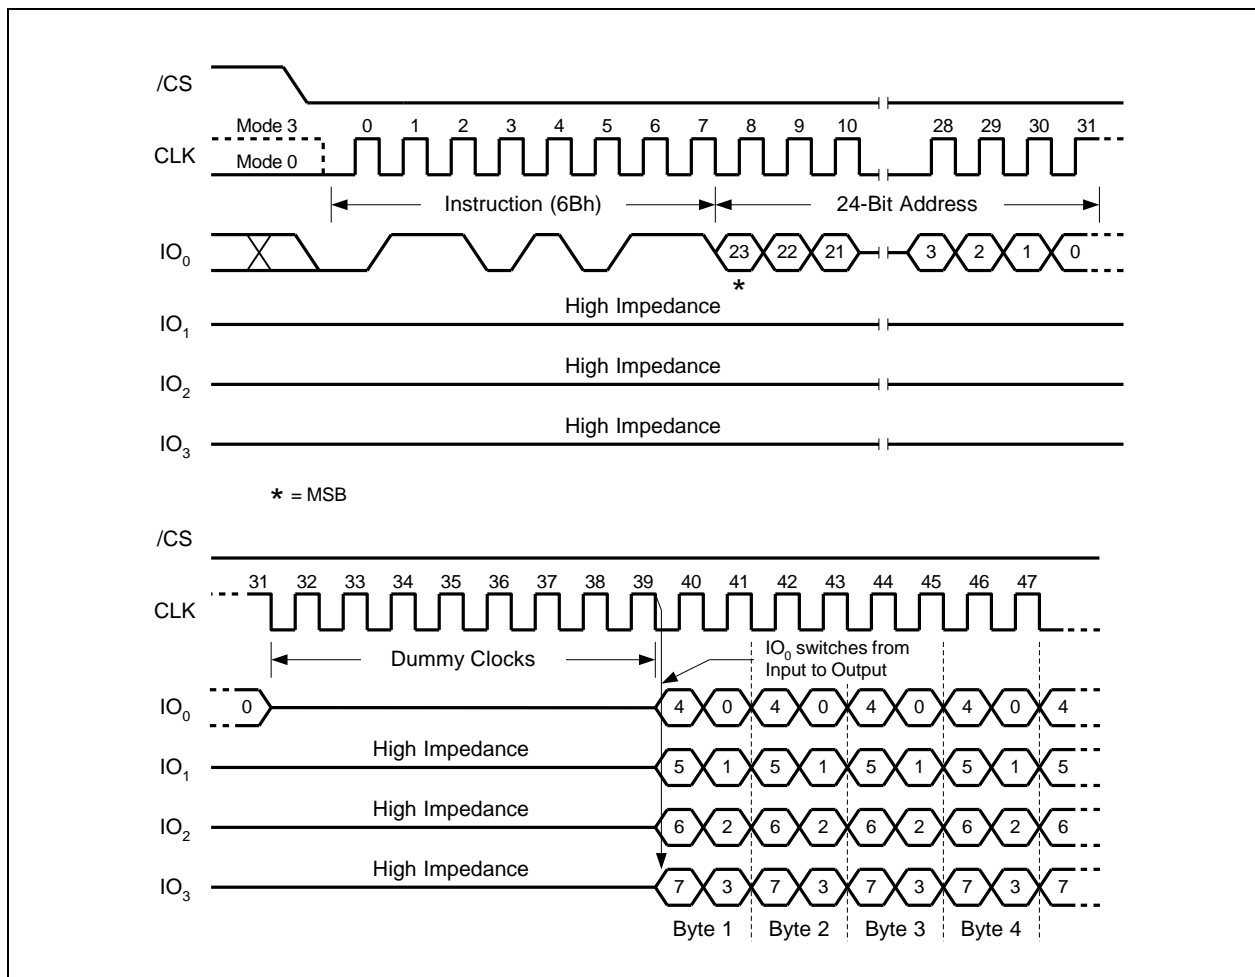 /CS
Mode 3 0 1 2 3 4 5 6 7 8 9 10 28 29 30 31
CLK
Mode 0
Instruction (6Bh) 24-Bit Address
IO0 23 22 21 3 2 1 0
*
High Impedance
IO1
High Impedance
IO2
High Impedance
IO3
* = MSB
/CS
31 32 33 34 35 36 37 38 39 40 41 42 43 44 45 46 47
CLK
Dummy Clocks
IO0 switches from
Input to Output
IO0 0 4 0 4 0 4 0 4 0 4
High Impedance
IO1 5 1 5 1 5 1 5 1 5
High Impedance
IO2 6 2 6 2 6 2 6 2 6
High Impedance
IO3 7 3 7 3 7 3 7 3 7
Byte 1 Byte 2 Byte 3 Byte 4